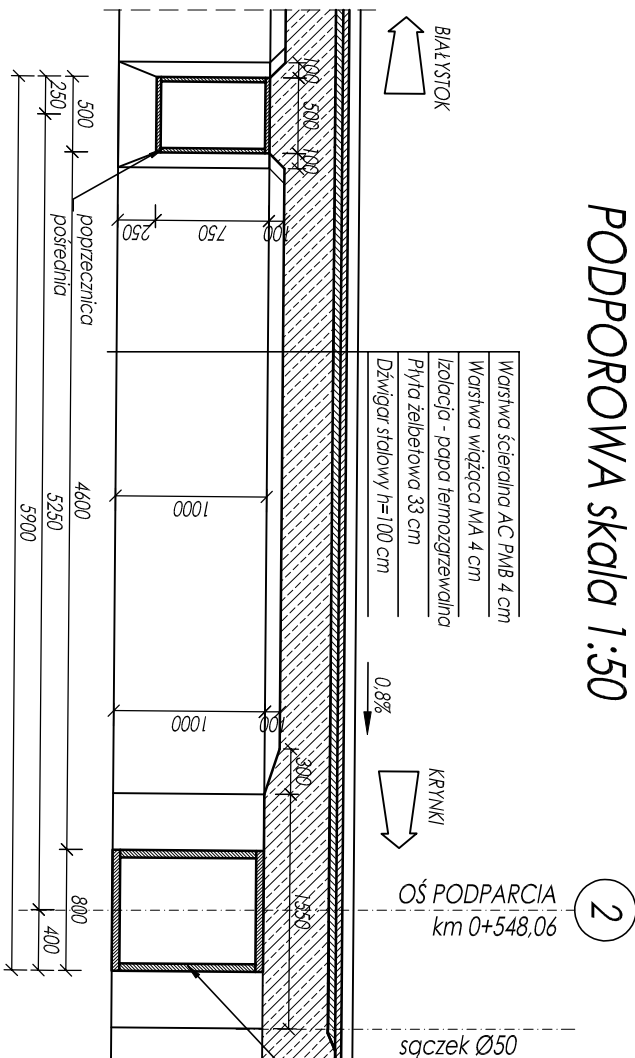 PODPOROWA skala 1:50
BIAŁYSTOK
KRYNKI
0,8%
Warstwa ścieralna AC PMB 4 cm
Warstwa wiążąca MA 4 cm
Izolacja - papa termozgrzewalna
Płyta żelbetowa 33 cm
Dźwigar stalowy h=100 cm
2
OŚ PODPARCIA
km 0+548,06
sączek Ø50
100
500
100
300
1550
250
750
100
1000
1000
100
poprzecznica
pośrednia
500
4600
800
250
5250
400
5900